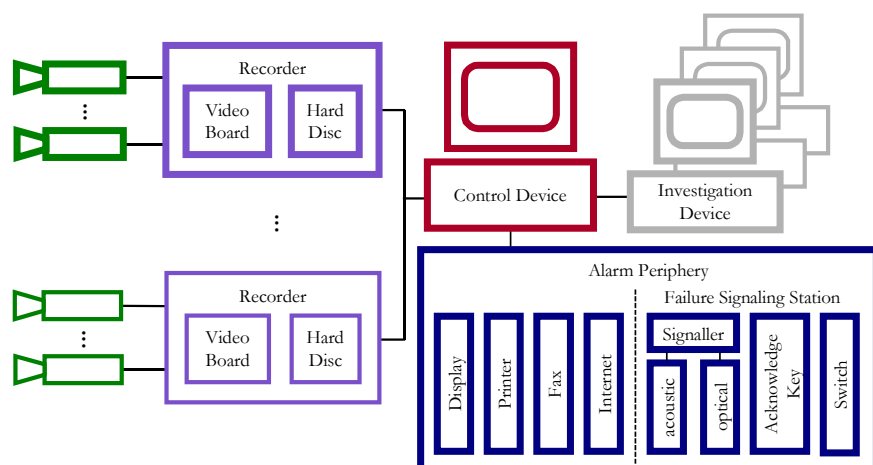 Recorder
Video
Board
Hard
Disc
⋮
...
Control Device
Investigation
Device
Recorder
Video
Board
Hard
Disc
⋮
Alarm Periphery
Failure Signaling Station
Display
Printer
Fax
Internet
Signaller
acoustic
optical
Acknowledge
Key
Switch